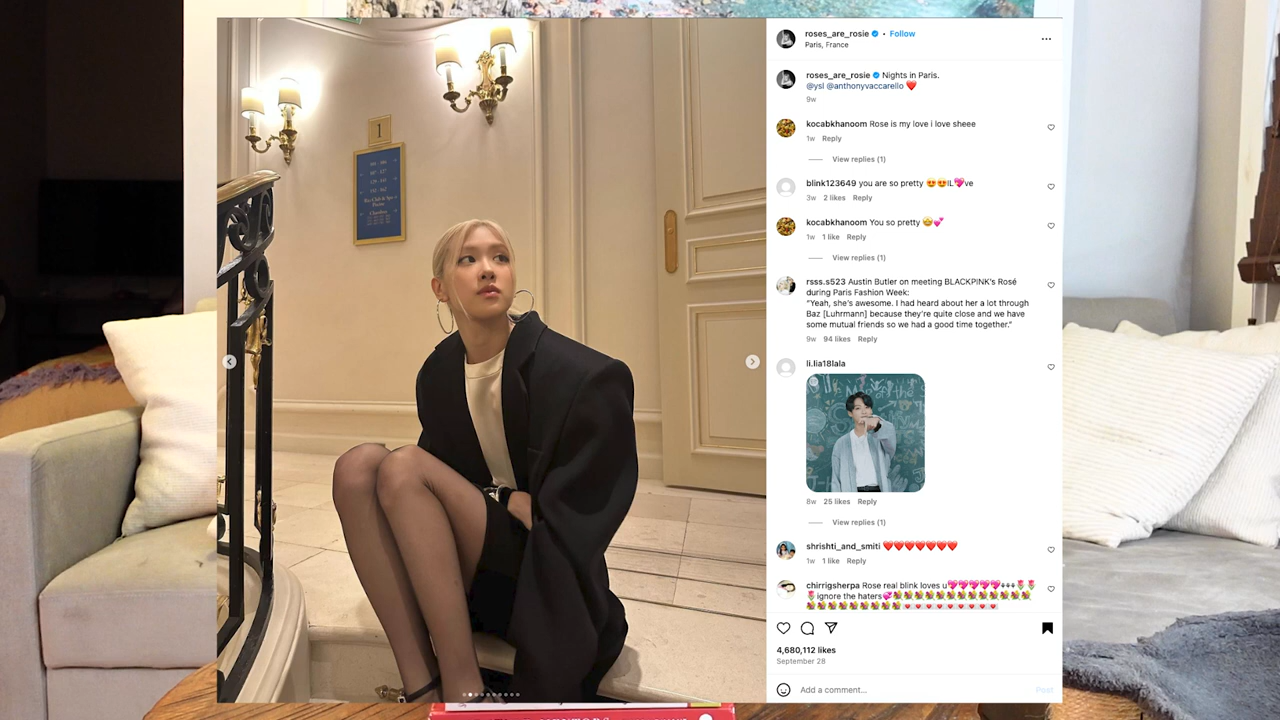 roses_are_rosie • Follow
Paris, France
roses_are_rosie Nights in Paris.
@ysl @anthonyvaccarello ❤️
9w
kocabkhanoom Rose is my love i love sheee
1w Reply
View replies (1)
blink123649 you are so pretty 😍😍IL💖ve
3w 2 likes Reply
kocabkhanoom You so pretty 🤩💕
1w 1 like Reply
View replies (1)
rsss.s523 Austin Butler on meeting BLACKPINK's Rosé
during Paris Fashion Week:
"Yeah, she's awesome. I had heard about her a lot through
Baz [Luhrmann] because they're quite close and we have
some mutual friends so we had a good time together."
9w 94 likes Reply
li.lia18lala
8w 25 likes Reply
View replies (1)
shrishti_and_smiti ❤️❤️❤️❤️❤️❤️❤️
1w 1 like Reply
chirrigsherpa Rose real blink loves u💖💖💖💖💖
ignore the haters
4,680,112 likes
September 28
Add a comment...
Post
1